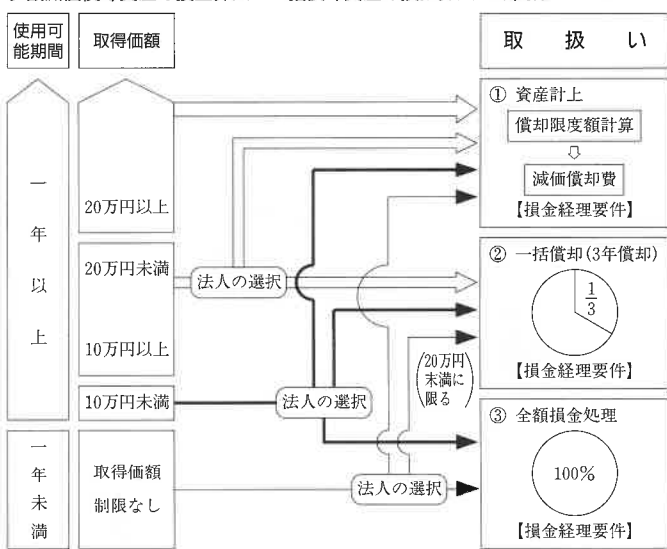 使用可
能期間
取得価額
取扱い
一年以上
20万円以上
20万円未満
10万円以上
10万円未満
一年未満
取得価額
制限なし
法人の選択
法人の選択
法人の選択
(20万円
末満に
限る)
① 資産計上
償却限度額計算
減価償却費
【損金経理要件】
② 一括償却(3年償却)
1
3
【損金経理要件】
③ 全額損金処理
100%
【損金経理要件】